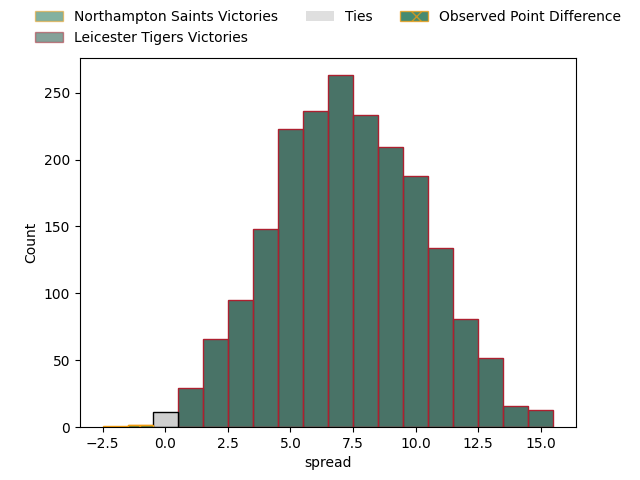 Northampton Saints Victories
Ties
Observed Point Difference
Leicester Tigers Victories
250
200
150
100
50
0
Count
−2.5
0.0
2.5
5.0
7.5
10.0
12.5
15.0
spread